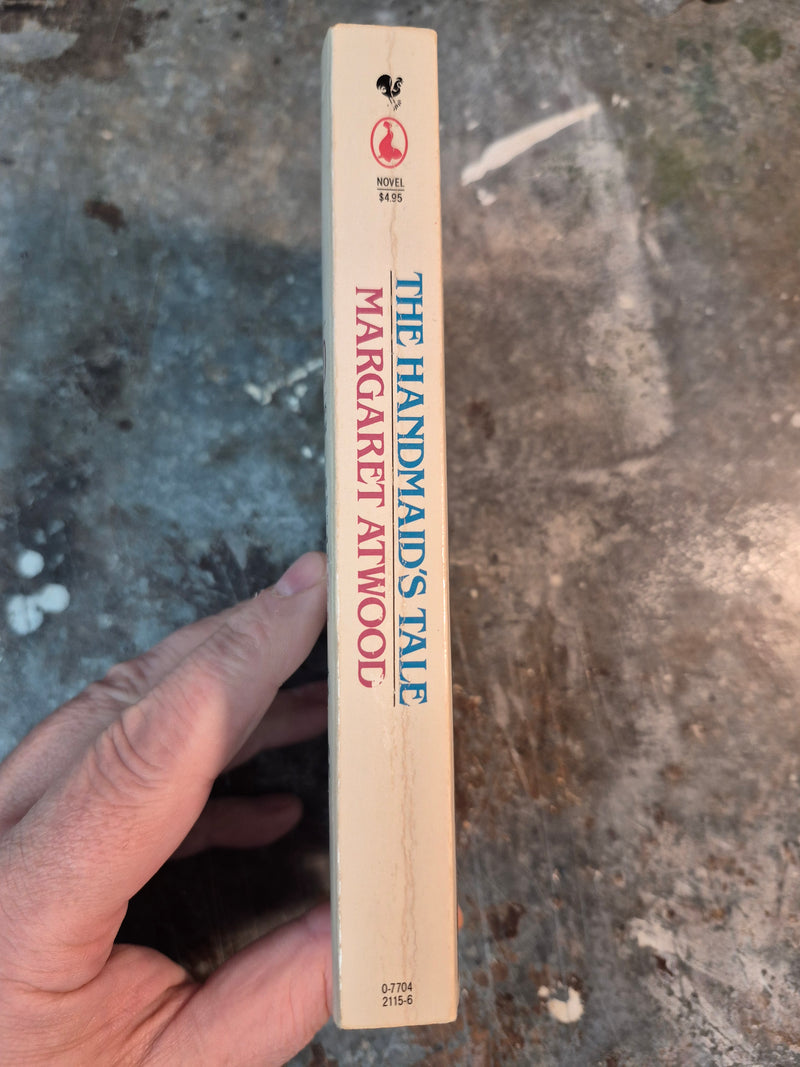 NOVEL
$4.95
THE HANDMAID'S TALE
MARGARET ATWOOD
0-7704
2115-6